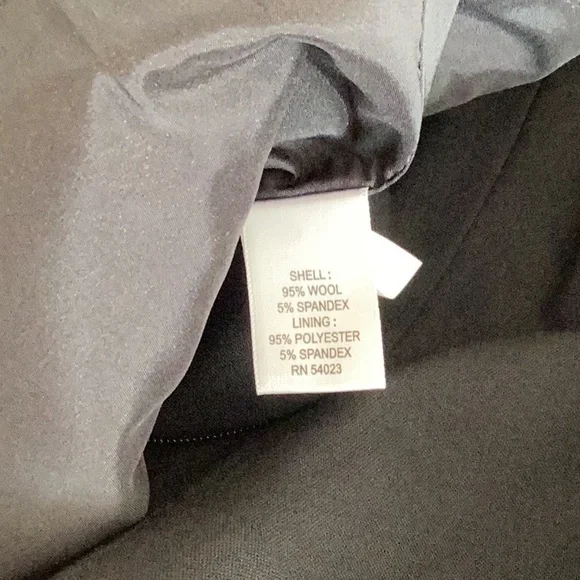 SHELL :
95% WOOL
5% SPANDEX
LINING :
95% POLYESTER
5% SPANDEX
RN 54023